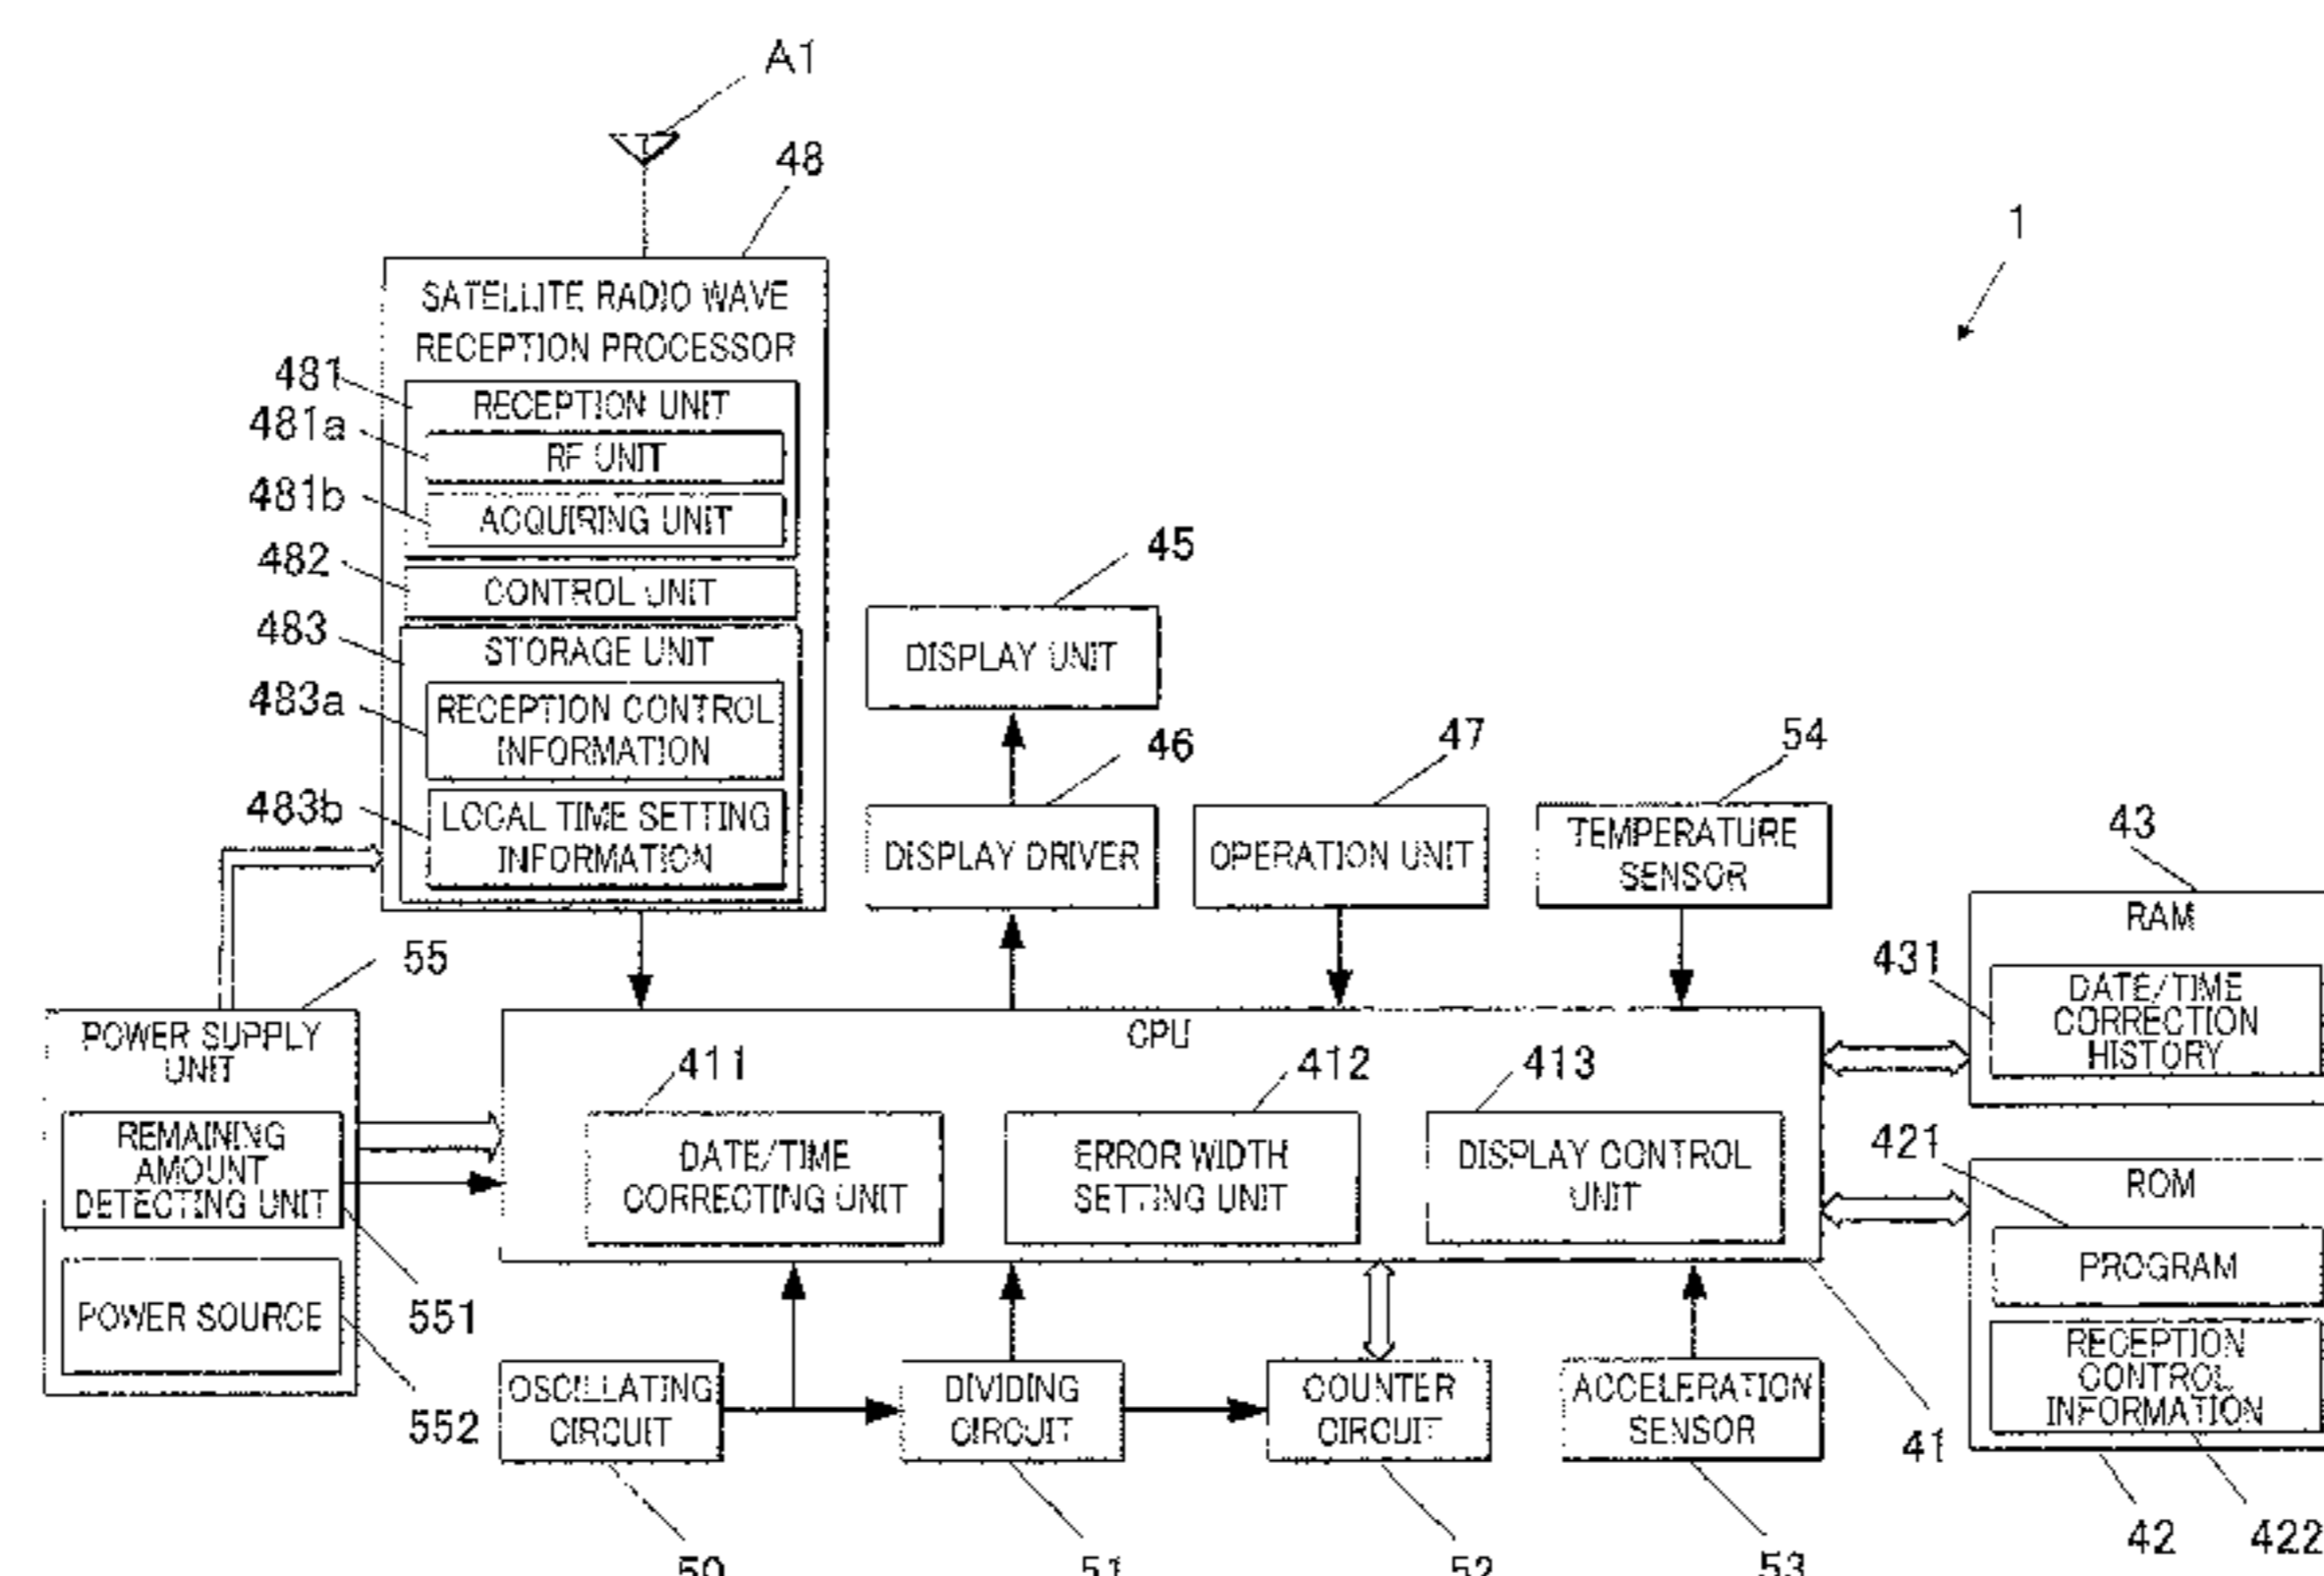 A1
48
1
SATELLITE RADIO WAVE
RECEPTION PROCESSOR
481
RECEPTION UNIT
481a
RF UNIT
481b
ACQUIRING UNIT
482
CONTROL UNIT
483
STORAGE UNIT
483a
RECEPTION CONTROL
INFORMATION
483b
LOCAL TIME SETTING
INFORMATION
45
DISPLAY UNIT
46
DISPLAY DRIVER
47
OPERATION UNIT
54
TEMPERATURE
SENSOR
43
RAM
431
DATE/TIME
CORRECTION
HISTORY
55
POWER SUPPLY
UNIT
REMAINING
AMOUNT
DETECTING UNIT
POWER SOURCE
551
552
CPU
411
DATE/TIME
CORRECTING UNIT
412
ERROR WIDTH
SETTING UNIT
413
DISPLAY CONTROL
UNIT
421
ROM
PROGRAM
RECEPTION
CONTROL
INFORMATION
OSCILLATING
CIRCUIT
DIVIDING
CIRCUIT
COUNTER
CIRCUIT
ACCELERATION
SENSOR
41
42
422
50
51
52
53